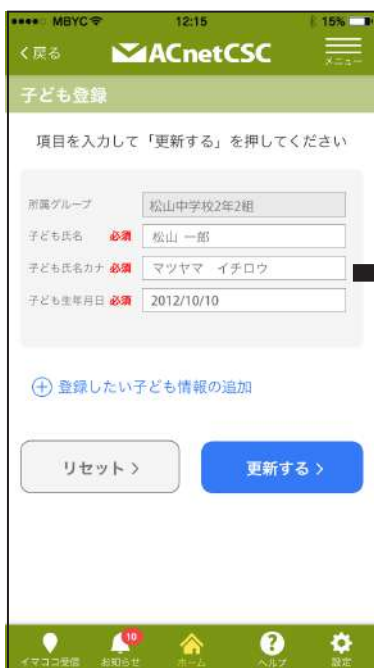 MBYC 12:15 15%
く戻る ACnetCSC メニュー
子ども登録
項目を入力して「更新する」を押してください
所属グループ 松山中学校2年2組
子ども氏名 必須 松山 一郎
子ども氏名カナ 必須 マツヤマ イチロウ
子ども生年月日 必須 2012/10/10
登録したい子ども情報の追加
リセット > 更新する >
10
イマココ受信 お知らせ ホーム ヘルプ 設定